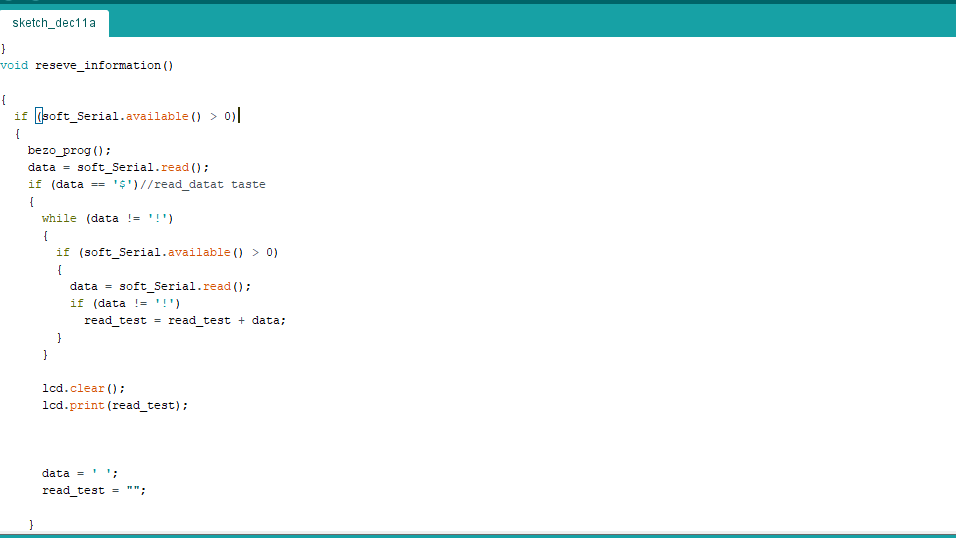 sketch_dec11a
}
void reseve_information()
{
if (soft_Serial.available() > 0)
{
bezo_prog();
data = soft_Serial.read();
if (data == '$')//read_datat taste
{
while (data != '!')
{
if (soft_Serial.available() > 0)
{
data = soft_Serial.read();
if (data != '!')
read_test = read_test + data;
}
}
lcd.clear();
lcd.print(read_test);
data = ' ';
read_test = "";
}